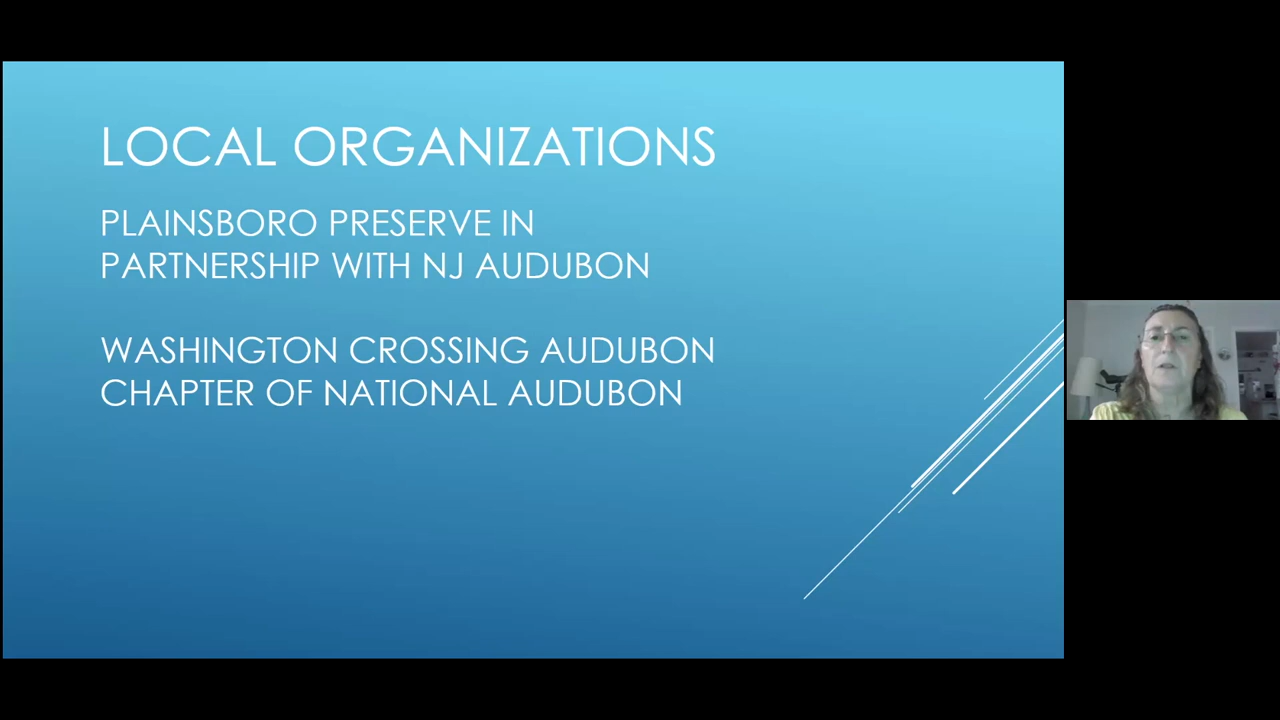 LOCAL ORGANIZATIONS
PLAINSBORO PRESERVE IN
PARTNERSHIP WITH NJ AUDUBON
WASHINGTON CROSSING AUDUBON
CHAPTER OF NATIONAL AUDUBON